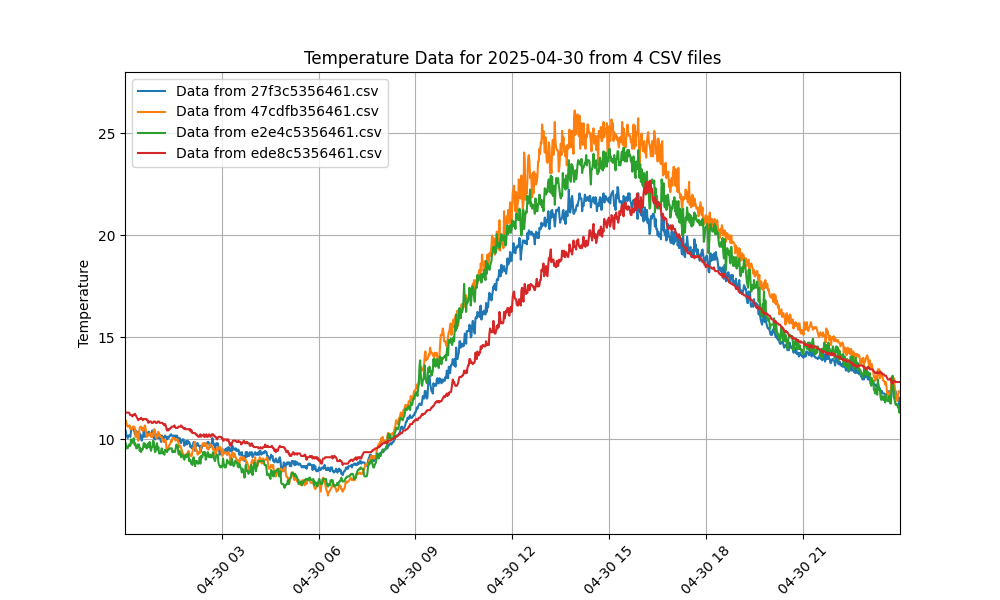 Temperature Data for 2025-04-30 from 4 CSV files
Data from 27f3c5356461.csv
Data from 47cdfb356461.csv
Data from e2e4c5356461.csv
Data from ede8c5356461.csv
Temperature
25
20
15
10
04-30 03
04-30 06
04-30 09
04-30 12
04-30 15
04-30 18
04-30 21